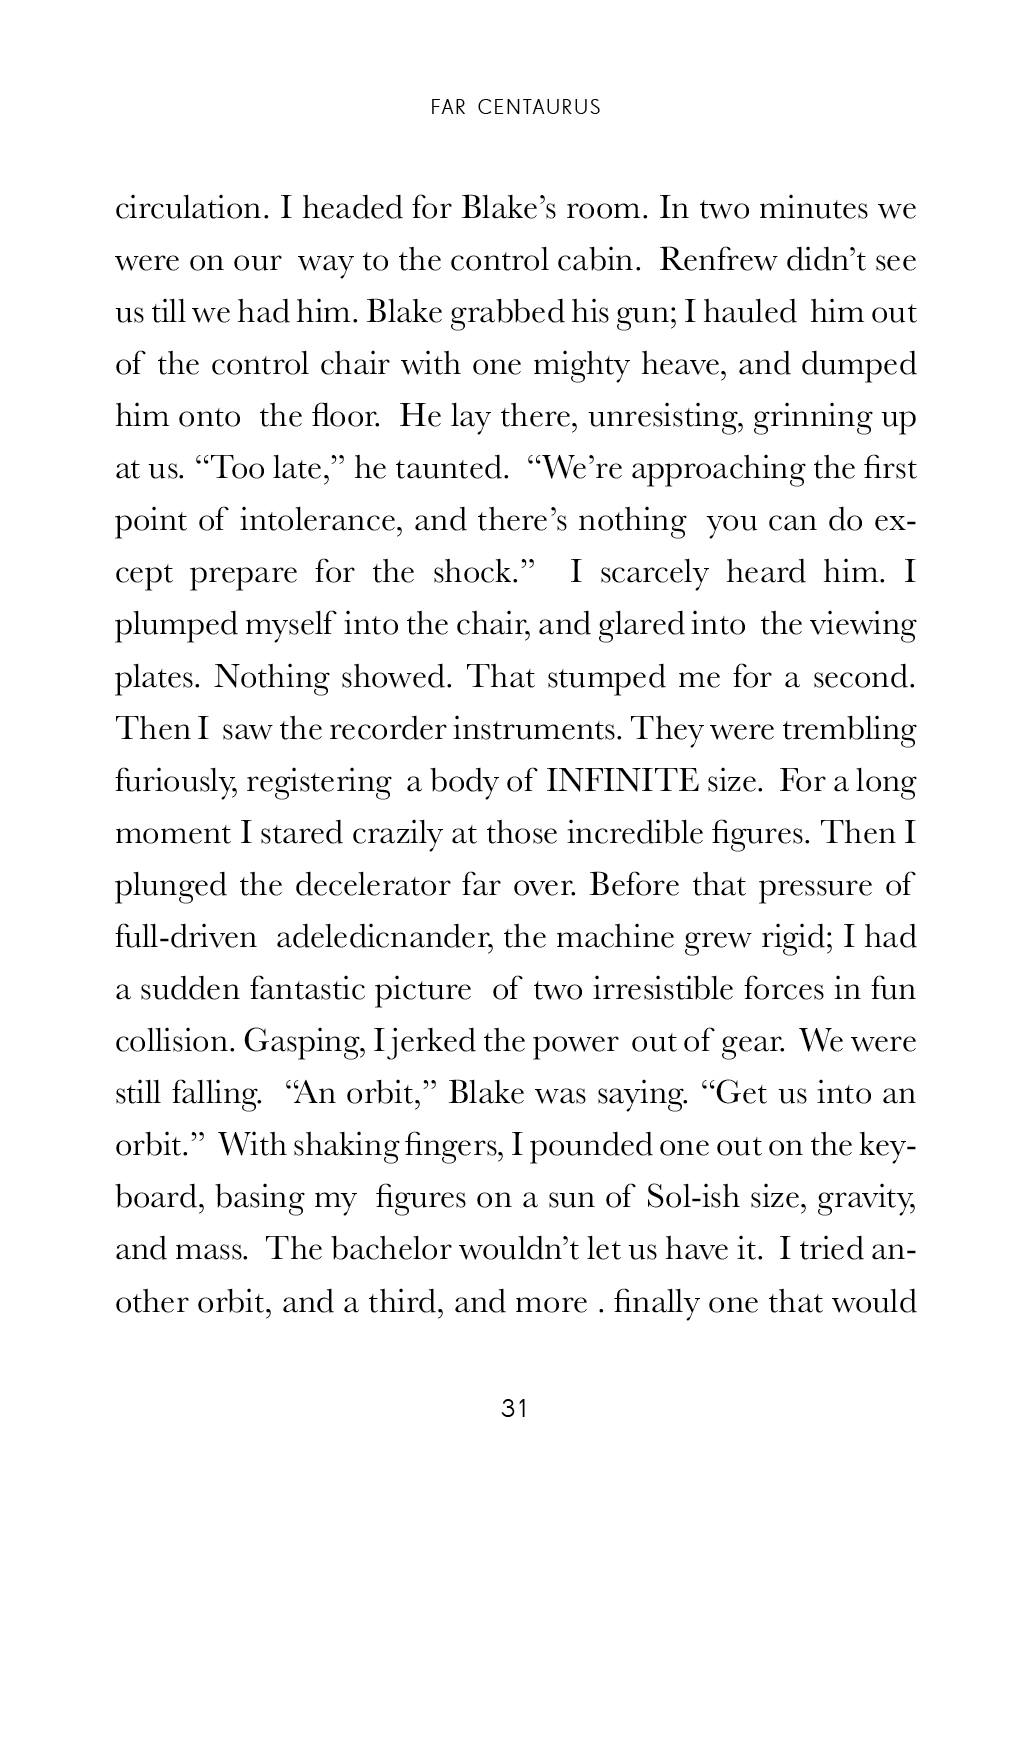 FAR CENTAURUS
circulation. I headed for Blake’s room. In two minutes we
were on our way to the control cabin. Renfrew didn’t see
us till we had him. Blake grabbed his gun; I hauled him out
of the control chair with one mighty heave, and dumped
him onto the floor. He lay there, unresisting, grinning up
at us. “Too late,” he taunted. “We’re approaching the first
point of intolerance, and there’s nothing you can do ex-
cept prepare for the shock.” I scarcely heard him. I
plumped myself into the chair, and glared into the viewing
plates. Nothing showed. That stumped me for a second.
Then I saw the recorder instruments. They were trembling
furiously, registering a body of INFINITE size. For a long
moment I stared crazily at those incredible figures. Then I
plunged the decelerator far over. Before that pressure of
full-driven adeledicnander, the machine grew rigid; I had
a sudden fantastic picture of two irresistible forces in fun
collision. Gasping, I jerked the power out of gear. We were
still falling. “An orbit,” Blake was saying. “Get us into an
orbit.” With shaking fingers, I pounded one out on the key-
board, basing my figures on a sun of Sol-ish size, gravity,
and mass. The bachelor wouldn’t let us have it. I tried an-
other orbit, and a third, and more . finally one that would
31